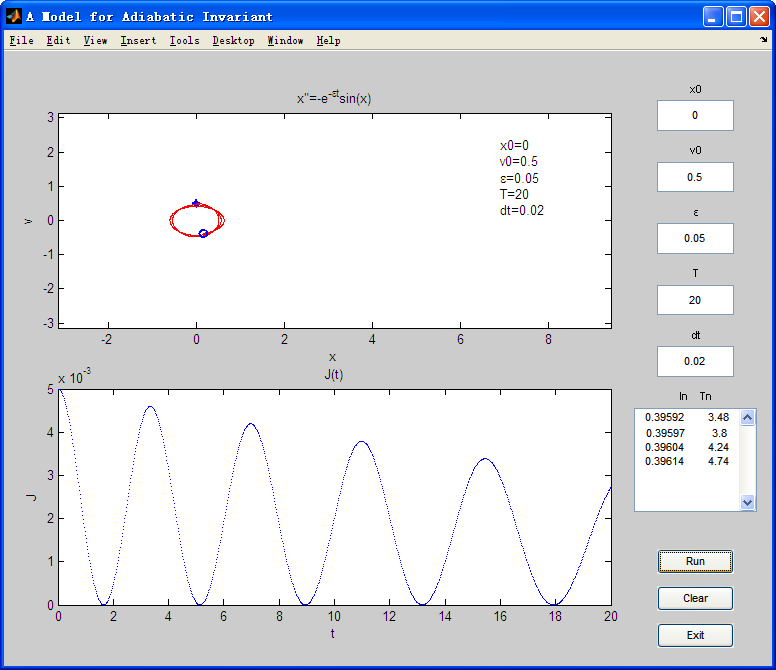 A Model for Adiabatic Invariant
File Edit View Insert Tools Desktop Window Help
x''=-e^-εt sin(x)
3
2
1
0
-1
-2
-3
v
-2 0 2 4 6 8
x
x0=0
v0=0.5
ε=0.05
T=20
dt=0.02
J(t)
x 10^-3
5
4
3
2
1
0
J
0 2 4 6 8 10 12 14 16 18 20
t
x0
0
v0
0.5
ε
0.05
T
20
dt
0.02
In Tn
0.39592 3.48
0.39597 3.8
0.39604 4.24
0.39614 4.74
Run
Clear
Exit